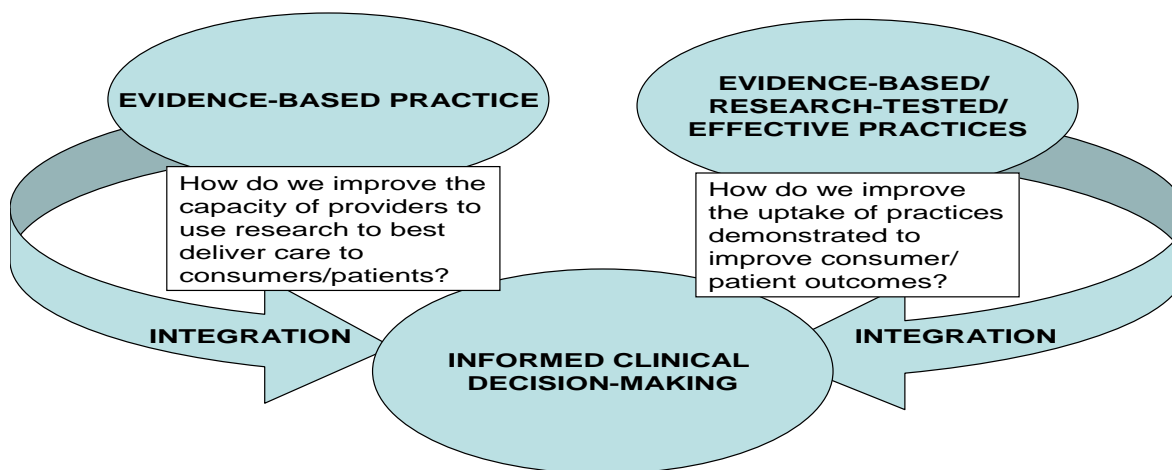 EVIDENCE-BASED PRACTICE
EVIDENCE-BASED/
RESEARCH-TESTED/
EFFECTIVE PRACTICES
How do we improve the
capacity of providers to
use research to best
deliver care to
consumers/patients?
How do we improve
the uptake of practices
demonstrated to
improve consumer/
patient outcomes?
INTEGRATION
INFORMED CLINICAL
DECISION-MAKING
INTEGRATION